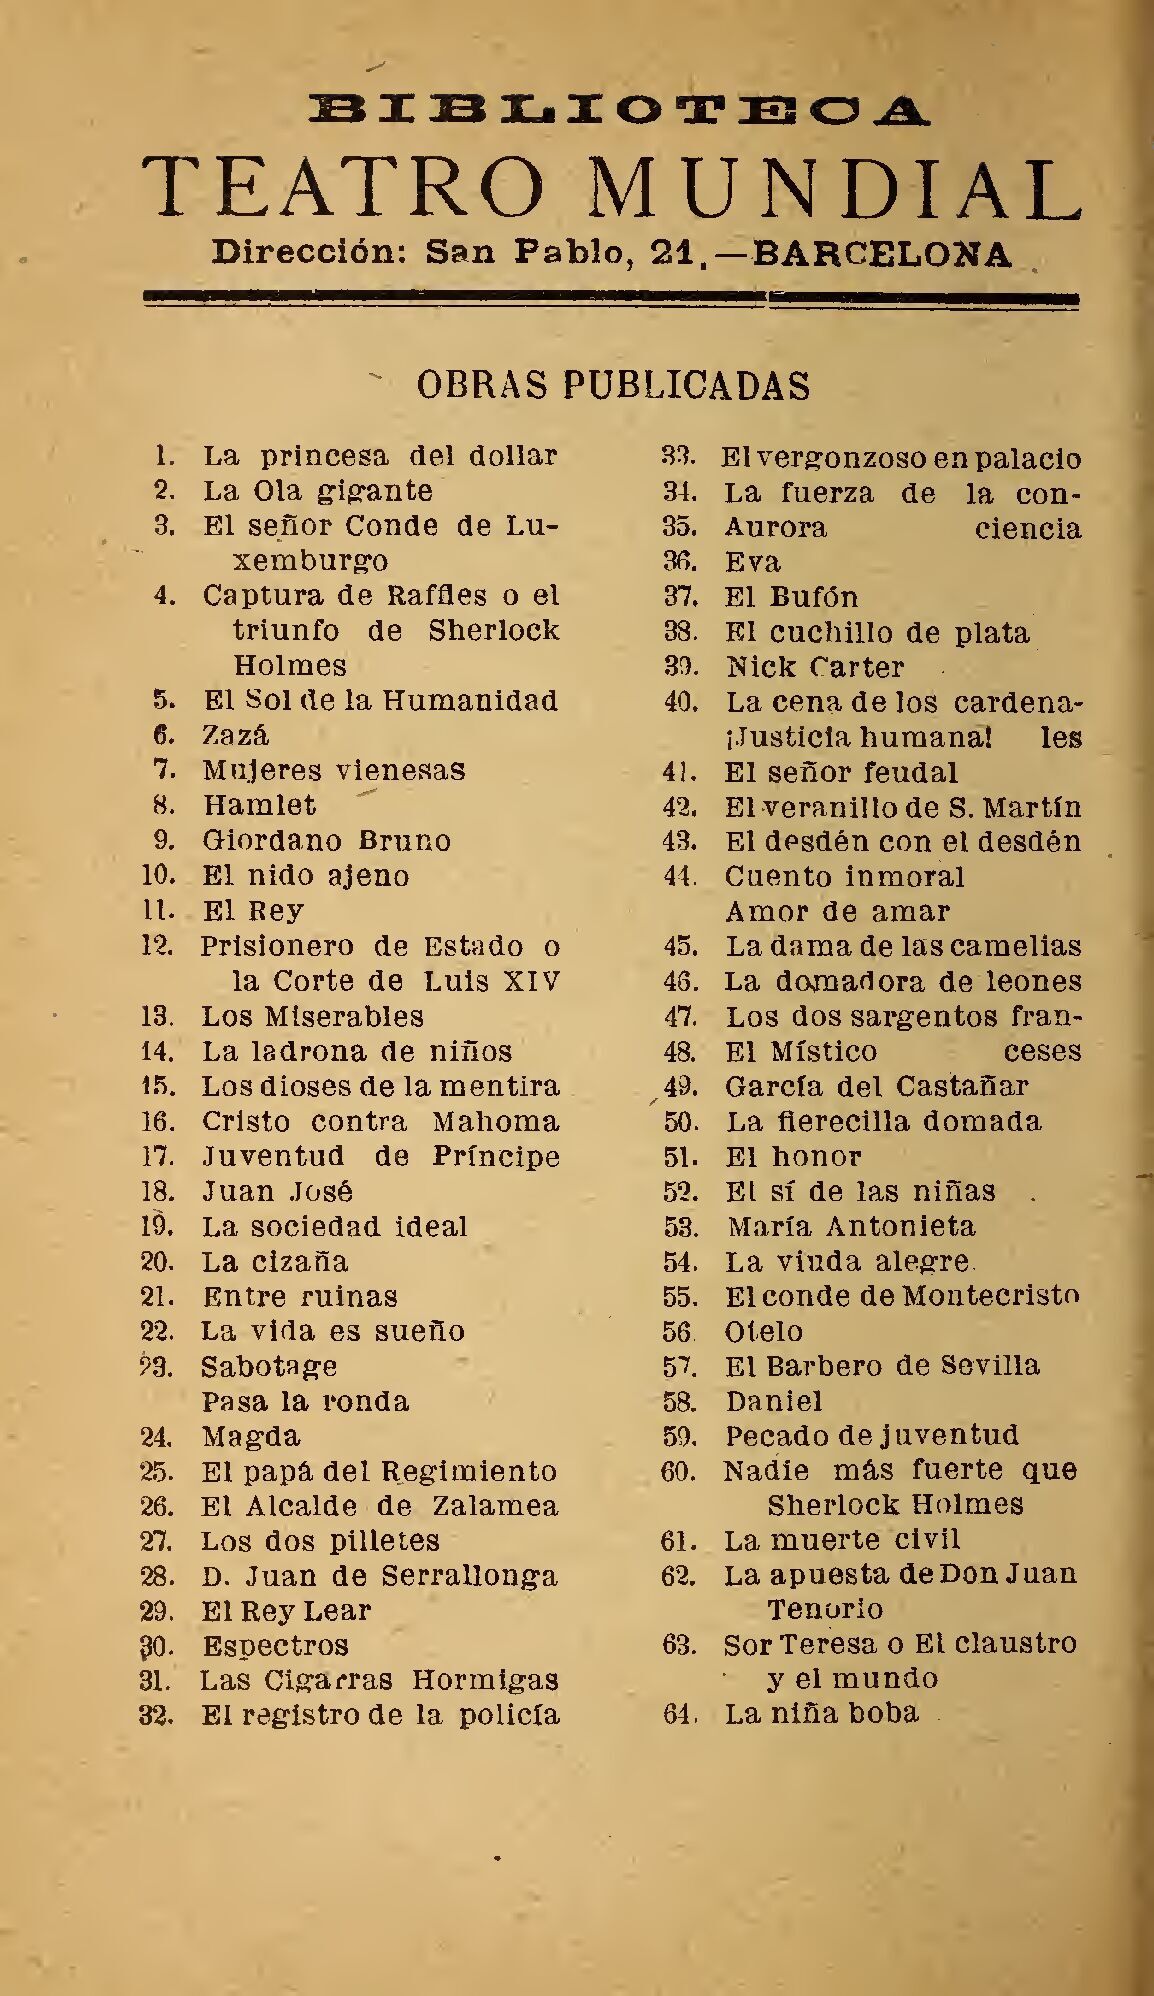 BIBLIOTECA
TEATRO MUNDIAL
Dirección: San Pablo, 21.—BARCELONA
OBRAS PUBLICADAS
1. La princesa del dollar
2. La Ola gigante
3. El señor Conde de Lu-
xemburgo
4. Captura de Raffles o el
triunfo de Sherlock
Holmes
5. El Sol de la Humanidad
6. Zazá
7. Mujeres vienesas
8. Hamlet
9. Giordano Bruno
10. El nido ajeno
11. El Rey
12. Prisionero de Estado o
la Corte de Luis XIV
13. Los Miserables
14. La ladrona de niños
15. Los dioses de la mentira
16. Cristo contra Mahoma
17. Juventud de Príncipe
18. Juan José
19. La sociedad ideal
20. La cizaña
21. Entre ruinas
22. La vida es sueño
23. Sabotage
Pasa la ronda
24. Magda
25. El papá del Regimiento
26. El Alcalde de Zalamea
27. Los dos pilletes
28. D. Juan de Serrallonga
29. El Rey Lear
30. Espectros
31. Las Cigarras Hormigas
32. El registro de la policía
33. El vergonzoso en palacio
34. La fuerza de la con-
35. Aurora ciencia
36. Eva
37. El Bufón
38. El cuchillo de plata
39. Nick Carter
40. La cena de los cardena-
¡Justicia humana! les
41. El señor feudal
42. El veranillo de S. Martín
43. El desdén con el desdén
44. Cuento inmoral
Amor de amar
45. La dama de las camelias
46. La domadora de leones
47. Los dos sargentos fran-
48. El Místico ceses
49. García del Castañar
50. La fierecilla domada
51. El honor
52. El sí de las niñas
53. María Antonieta
54. La viuda alegre
55. El conde de Montecristo
56. Otelo
57. El Barbero de Sevilla
58. Daniel
59. Pecado de juventud
60. Nadie más fuerte que
Sherlock Holmes
61. La muerte civil
62. La apuesta de Don Juan
Tenorio
63. Sor Teresa o El claustro
y el mundo
64. La niña boba